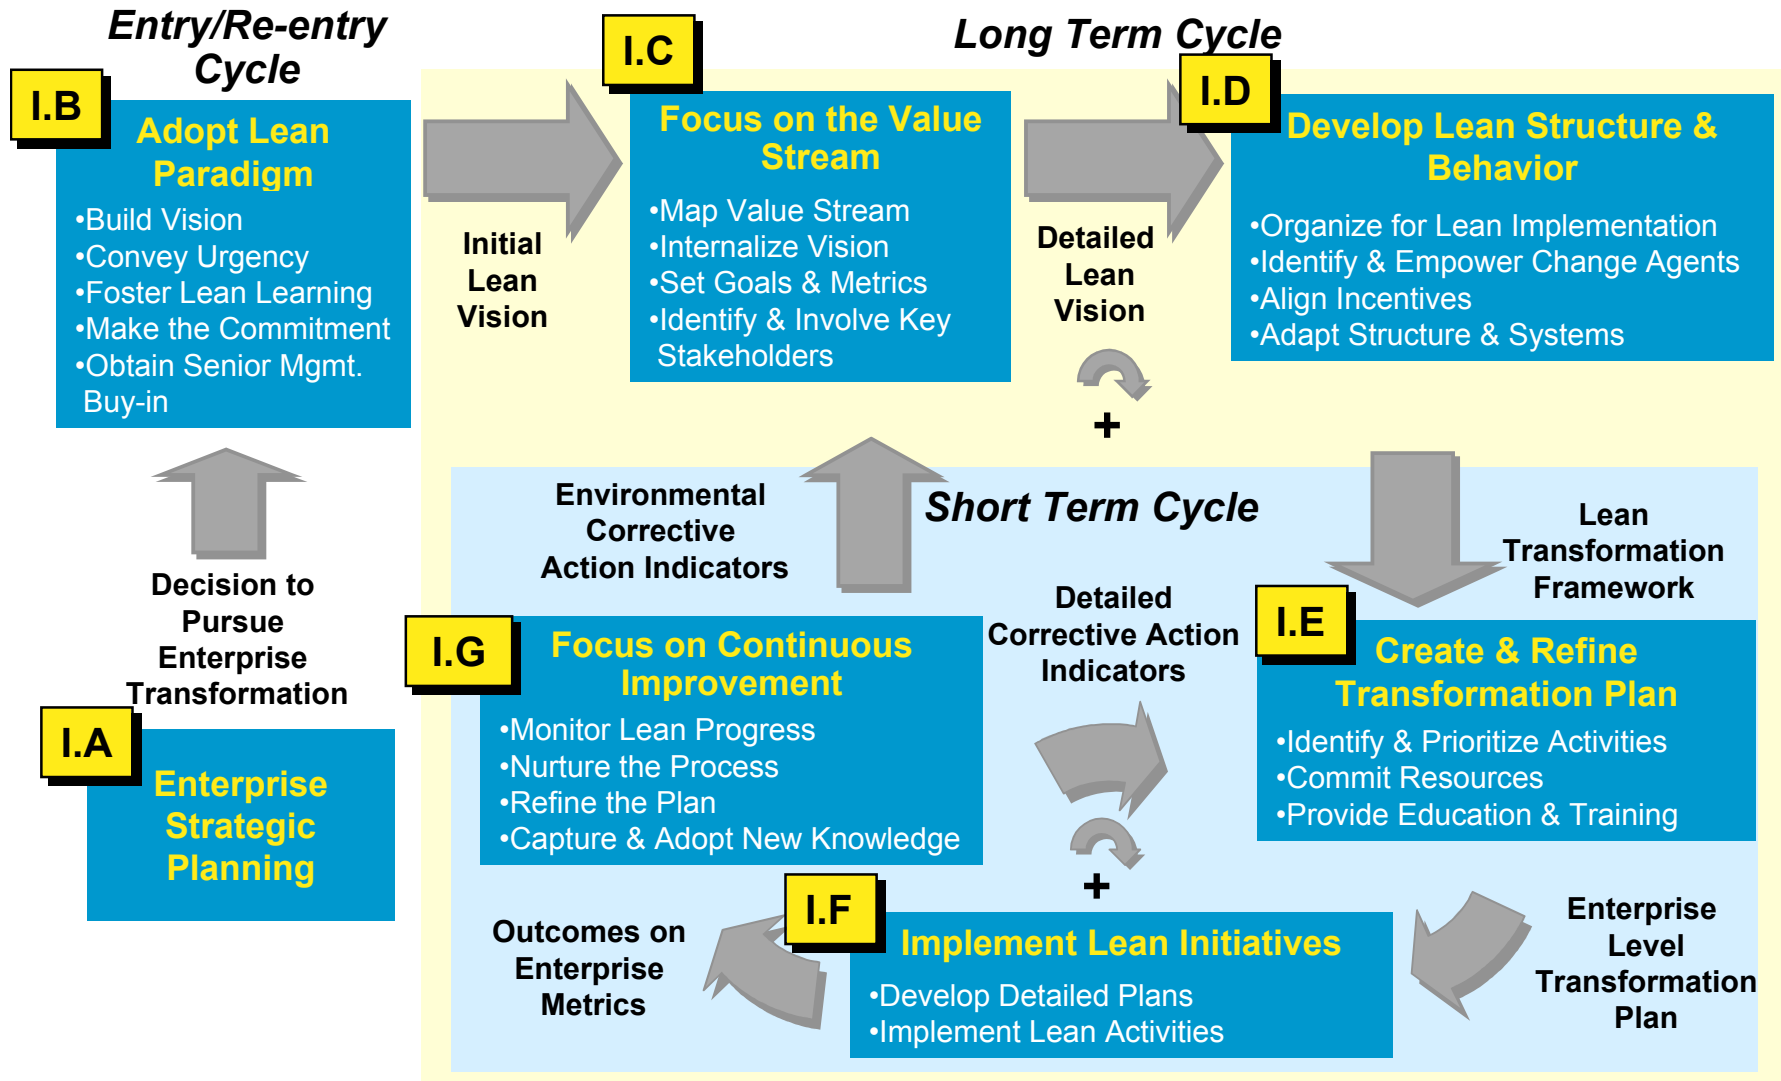 Entry/Re-entry
Cycle
Long Term Cycle
I.B
Adopt Lean
Paradigm
•Build Vision
•Convey Urgency
•Foster Lean Learning
•Make the Commitment
•Obtain Senior Mgmt.
Buy-in
Initial
Lean
Vision
I.C
Focus on the Value
Stream
•Map Value Stream
•Internalize Vision
•Set Goals & Metrics
•Identify & Involve Key
Stakeholders
Detailed
Lean
Vision
+
I.D
Develop Lean Structure &
Behavior
•Organize for Lean Implementation
•Identify & Empower Change Agents
•Align Incentives
•Adapt Structure & Systems
Decision to
Pursue
Enterprise
Transformation
I.A
Enterprise
Strategic
Planning
Environmental
Corrective
Action Indicators
Short Term Cycle
Lean
Transformation
Framework
I.G
Focus on Continuous
Improvement
•Monitor Lean Progress
•Nurture the Process
•Refine the Plan
•Capture & Adopt New Knowledge
Detailed
Corrective Action
Indicators
+
I.E
Create & Refine
Transformation Plan
•Identify & Prioritize Activities
•Commit Resources
•Provide Education & Training
Outcomes on
Enterprise
Metrics
I.F
Implement Lean Initiatives
•Develop Detailed Plans
•Implement Lean Activities
Enterprise
Level
Transformation
Plan